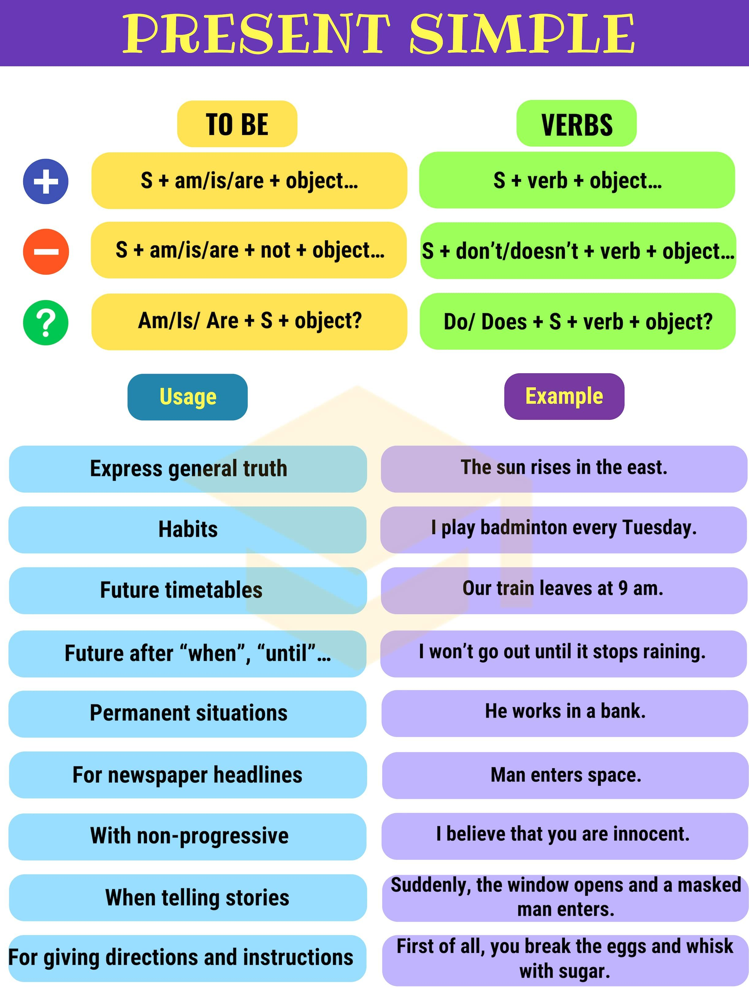 PRESENT SIMPLE
TO BE
VERBS
S + am/is/are + object...
S + verb + object...
S + am/is/are + not + object...
S + don’t/doesn’t + verb + object...
?
Am/Is/ Are + S + object?
Do/ Does + S + verb + object?
Usage
Example
Express general truth
The sun rises in the east.
Habits
I play badminton every Tuesday.
Future timetables
Our train leaves at 9 am.
Future after “when”, “until”...
I won’t go out until it stops raining.
Permanent situations
He works in a bank.
For newspaper headlines
Man enters space.
With non-progressive
I believe that you are innocent.
When telling stories
Suddenly, the window opens and a masked
man enters.
For giving directions and instructions
First of all, you break the eggs and whisk
with sugar.